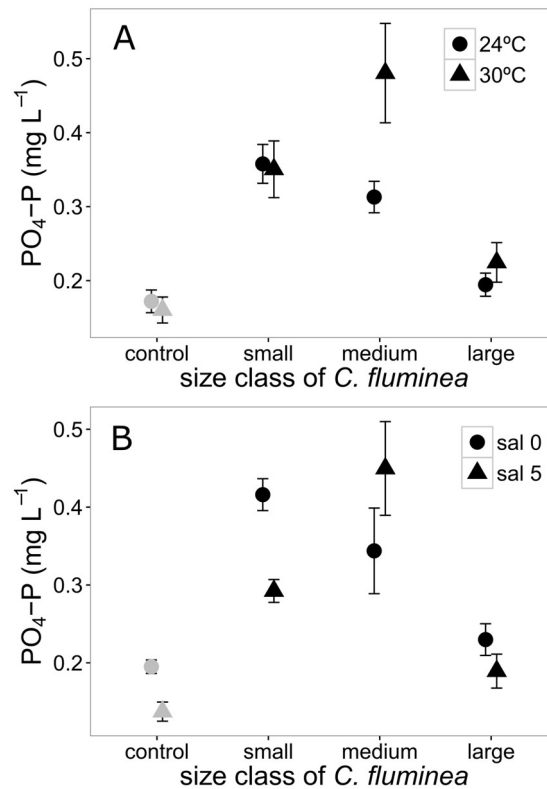 A
24ºC
30ºC
PO₄−P (mg L⁻¹)
0.5
0.4
0.3
0.2
control small medium large
size class of C. fluminea
B
sal 0
sal 5
PO₄−P (mg L⁻¹)
0.5
0.4
0.3
0.2
control small medium large
size class of C. fluminea